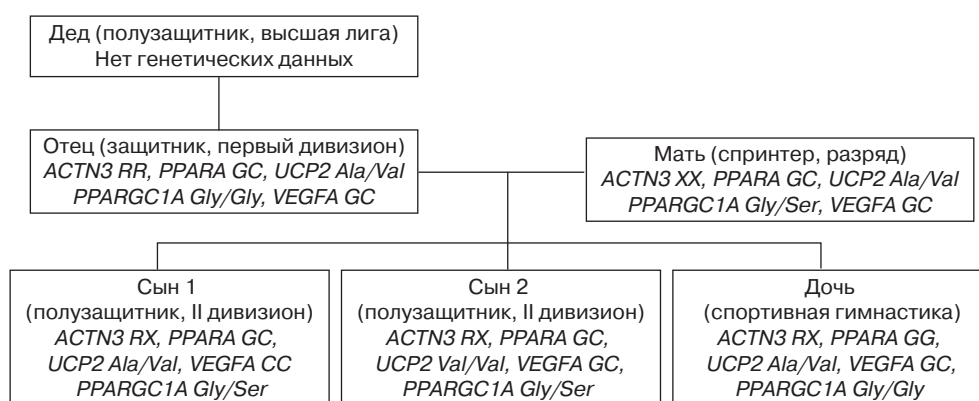 Дед (полузащитник, высшая лига)
Нет генетических данных
Отец (защитник, первый дивизион)
ACTN3 RR, PPARA GC, UCP2 Ala/Val
PPARGC1A Gly/Gly, VEGFA GC
Мать (спринтер, разряд)
ACTN3 XX, PPARA GC, UCP2 Ala/Val
PPARGC1A Gly/Ser, VEGFA GC
Сын 1
(полузащитник, II дивизион)
ACTN3 RX, PPARA GC,
UCP2 Ala/Val, VEGFA CC
PPARGC1A Gly/Ser
Сын 2
(полузащитник, II дивизион)
ACTN3 RX, PPARA GC,
UCP2 Val/Val, VEGFA GC,
PPARGC1A Gly/Ser
Дочь
(спортивная гимнастика)
ACTN3 RX, PPARA GG,
UCP2 Ala/Val, VEGFA GC,
PPARGC1A Gly/Gly